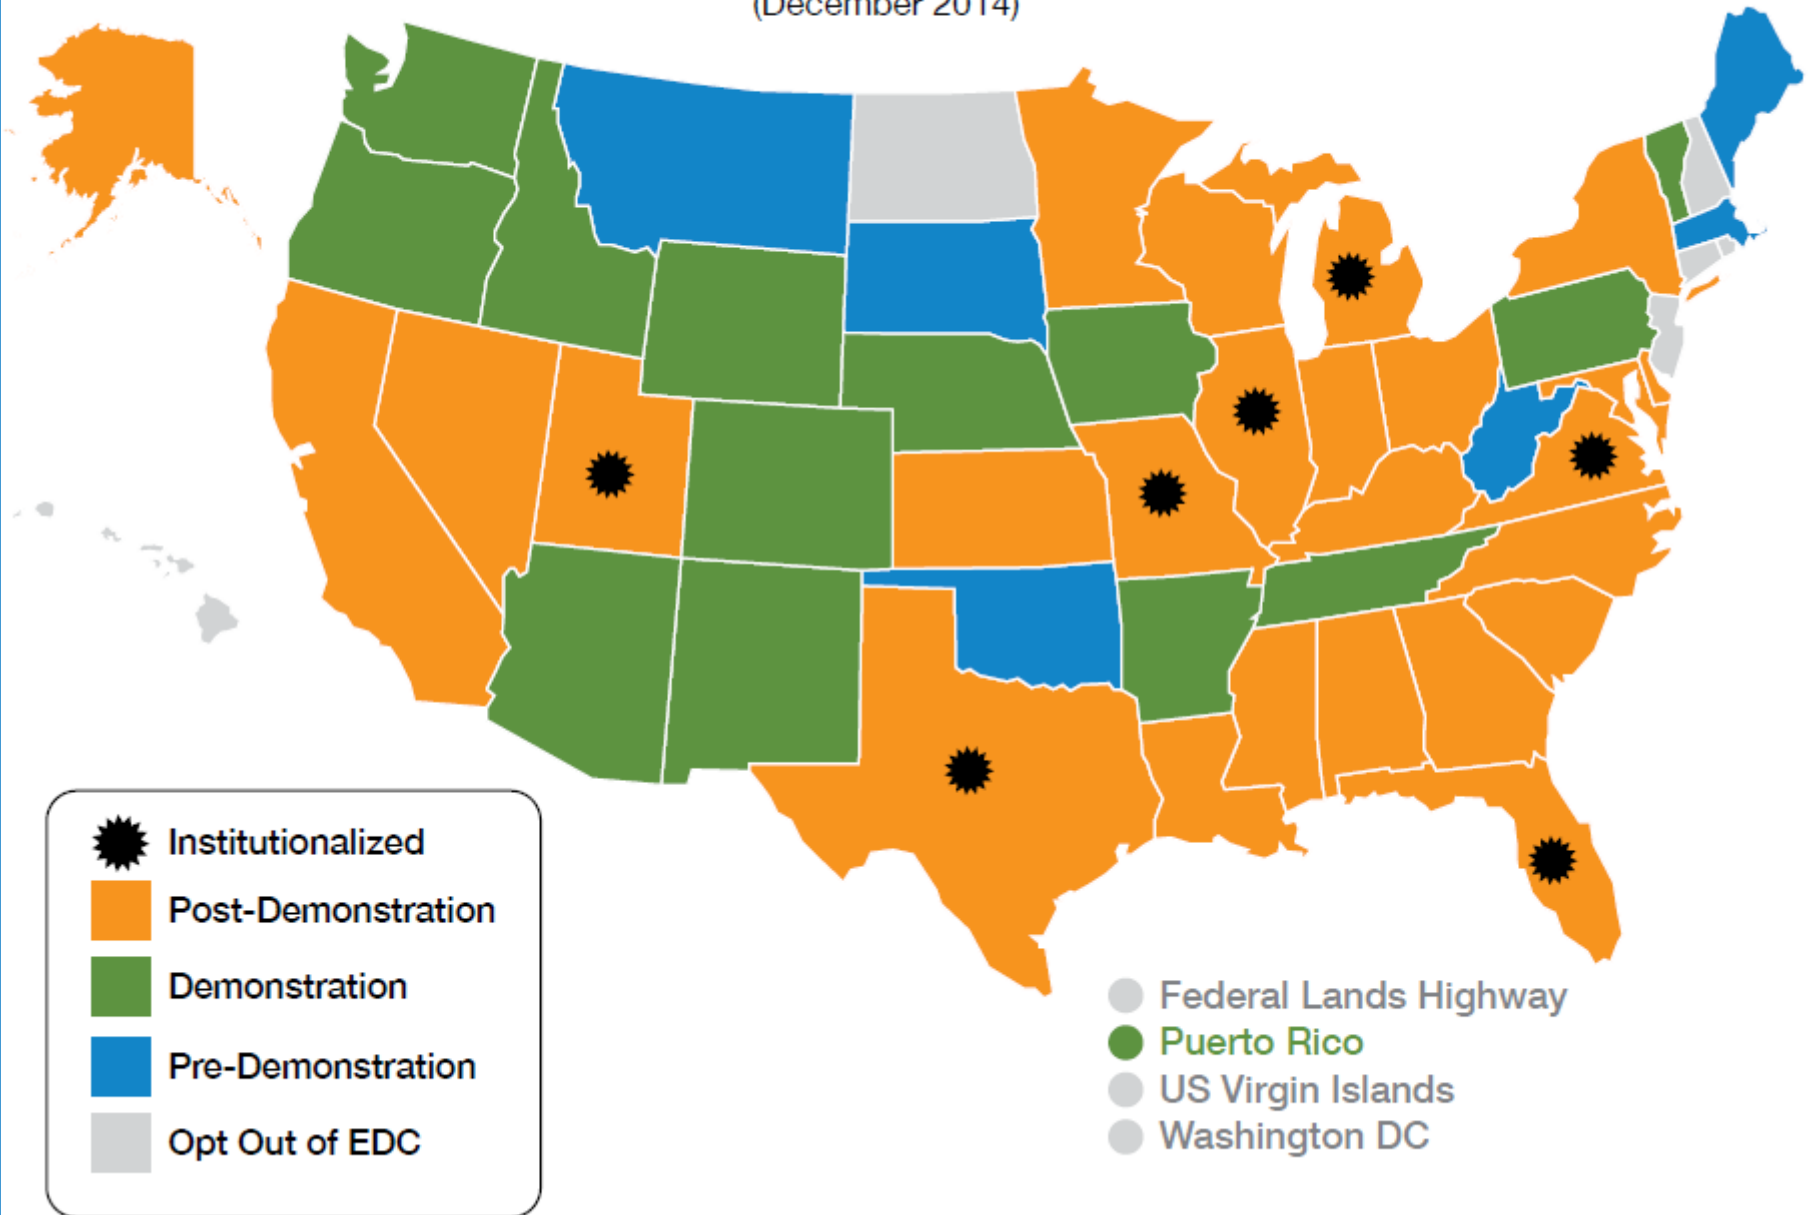 (December 2014)
Institutionalized
Post-Demonstration
Demonstration
Pre-Demonstration
Opt Out of EDC
Federal Lands Highway
Puerto Rico
US Virgin Islands
Washington DC